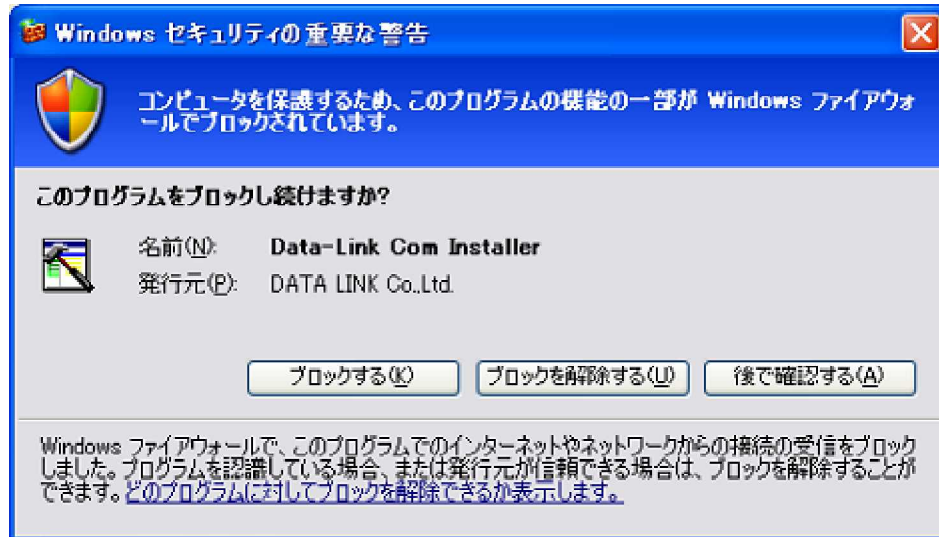 Windows セキュリティの重要な警告
コンピュータを保護するため、このプログラムの機能の一部が Windows ファイアウォ
ールでブロックされています。
このプログラムをブロックし続けますか?
名前(N): Data-Link Com Installer
発行元(P): DATA LINK Co.,Ltd.
ブロックする(K) ブロックを解除する(U) 後で確認する(A)
Windows ファイアウォールで、このプログラムでのインターネットやネットワークからの接続の受信をブロック
しました。プログラムを認識している場合、または発行元が信頼できる場合は、ブロックを解除することが
できます。どのプログラムに対してブロックを解除できるか表示します。